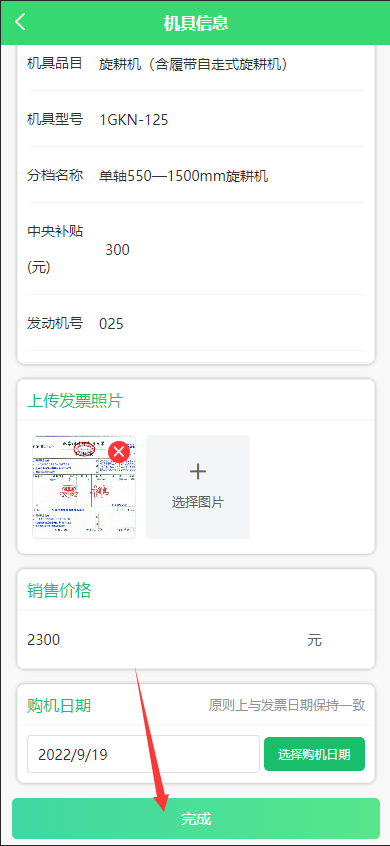 机具信息
机具品目 旋耕机（含履带自走式旋耕机）
机具型号 1GKN-125
分档名称 单轴550—1500mm旋耕机
中央补贴
(元) 300
发动机号 025
上传发票照片
选择图片
销售价格
2300 元
购机日期 原则上与发票日期保持一致
2022/9/19 选择购机日期
完成